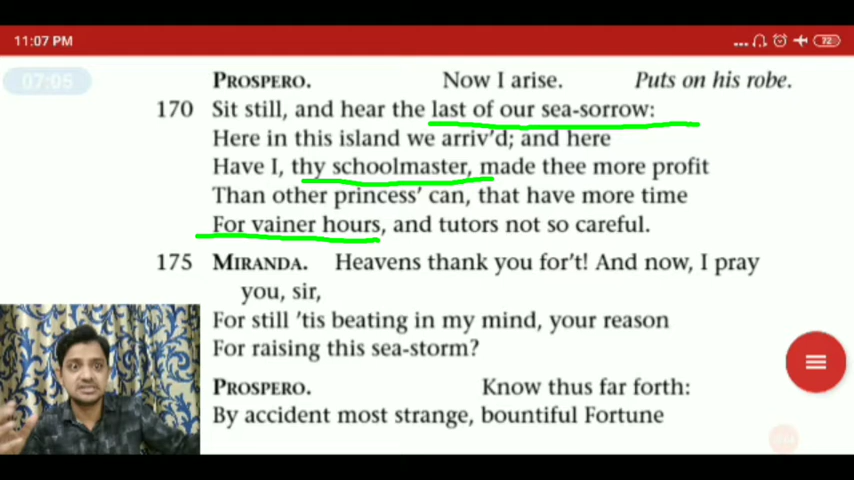 11:07 PM
72
07:05
PROSPERO. Now I arise. Puts on his robe.
170 Sit still, and hear the last of our sea-sorrow:
Here in this island we arriv'd; and here
Have I, thy schoolmaster, made thee more profit
Than other princess' can, that have more time
For vainer hours, and tutors not so careful.
175 MIRANDA. Heavens thank you for't! And now, I pray
you, sir,
For still 'tis beating in my mind, your reason
For raising this sea-storm?
PROSPERO. Know thus far forth:
By accident most strange, bountiful Fortune